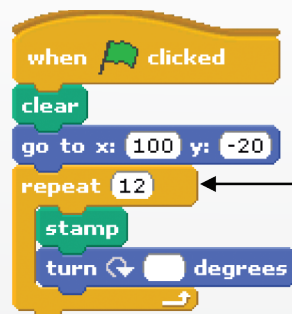 when clicked
clear
go to x: 100 y: -20
repeat 12
stamp
turn degrees